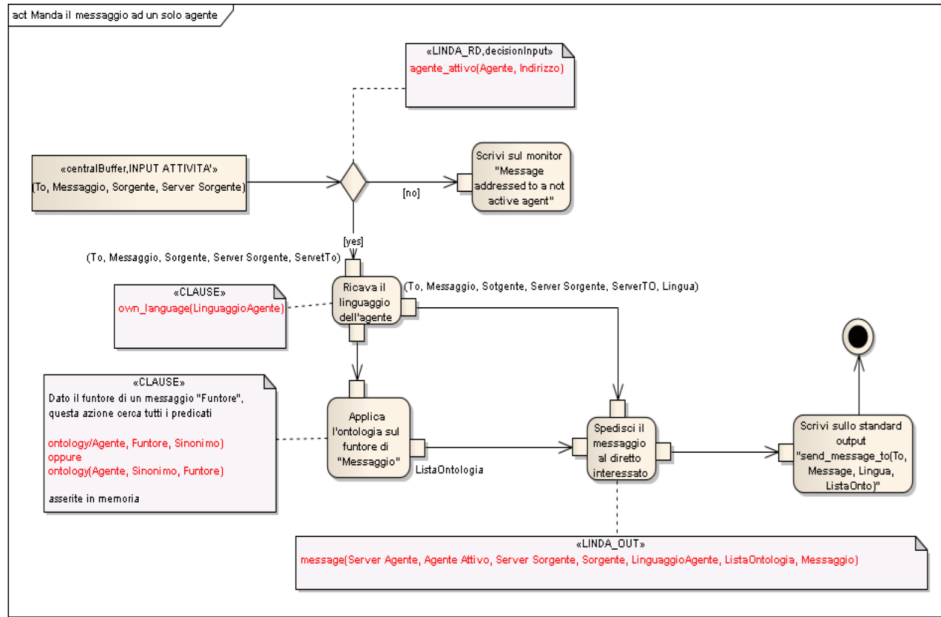 act Manda il messaggio ad un solo agente
«LINDA_RD,decisionInput»
agente_attivo(Agente, Indirizzo)
«centralBuffer,INPUT ATTIVITA'»
(To, Messaggio, Sorgente, Server Sorgente)
Scrivi sul monitor
"Message
addressed to a not
active agent"
[no]
[yes]
(To, Messaggio, Sorgente, Server Sorgente, ServetTo)
«CLAUSE»
own_language(LinguaggioAgente)
Ricava il
linguaggio
dell'agente
(To, Messaggio, Sotgente, Server Sorgente, ServerTO, Lingua)
«CLAUSE»
Dato il funtore di un messaggio "Funtore",
questa azione cerca tutti i predicati
ontology/Agente, Funtore, Sinonimo)
oppure
ontology(Agente, Sinonimo, Funtore)
asserite in memoria
Applica
l'ontologia sul
funtore di
"Messaggio"
ListaOntologia
Spedisci il
messaggio
al diretto
interessato
Scrivi sullo standard
output
"send_message_to(To,
Message, Lingua,
ListaOnto)"
«LINDA_OUT»
message(Server Agente, Agente Attivo, Server Sorgente, Sorgente, LinguaggioAgente, ListaOntologia, Messaggio)